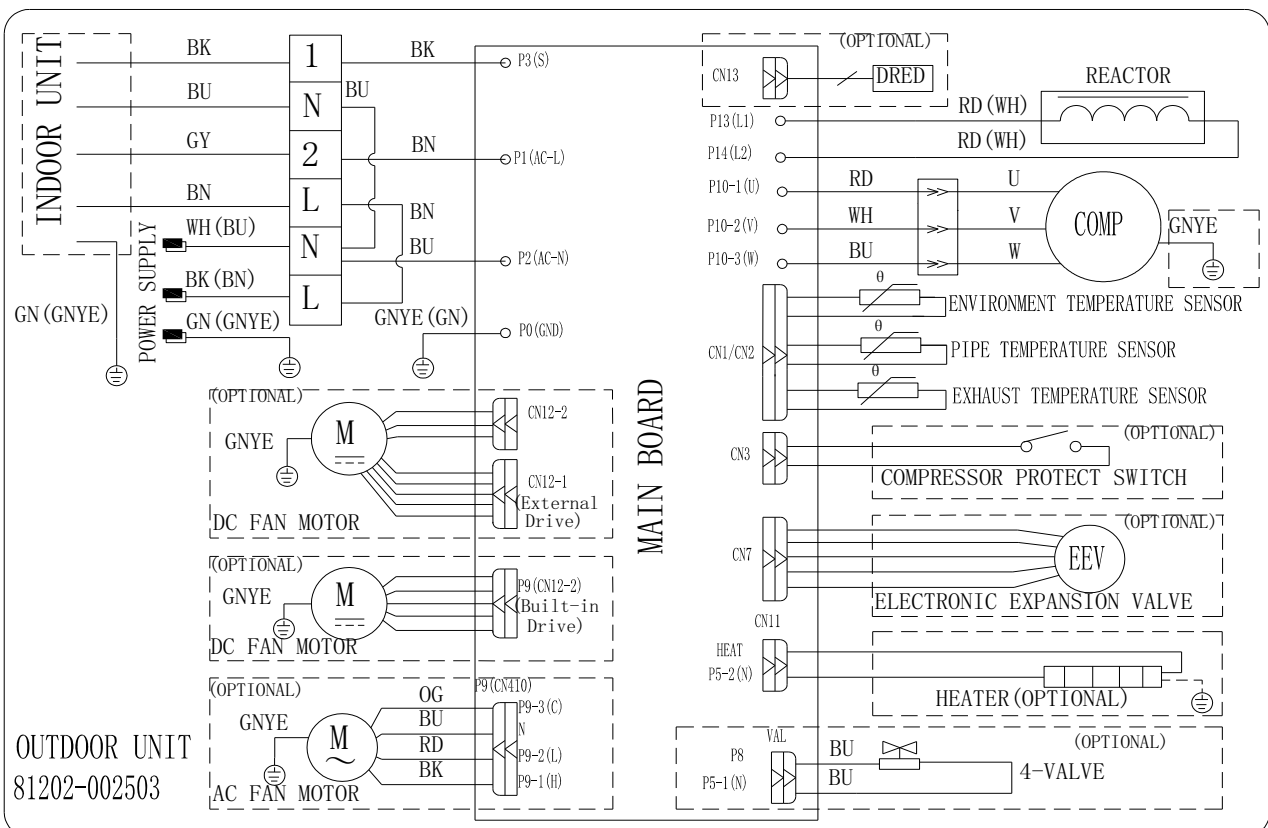 INDOOR UNIT
BK
BU
GY
BN
GN(GNYE)
POWER SUPPLY
WH(BU)
BK(BN)
GN(GNYE)
1
N
2
L
N
L
BK
BU
BN
BN
BU
GNYE(GN)
P3(S)
P1(AC-L)
P2(AC-N)
P0(GND)
MAIN BOARD
(OPTIONAL)
GNYE
M
DC FAN MOTOR
CN12-2
CN12-1
(External
Drive)
(OPTIONAL)
GNYE
M
DC FAN MOTOR
P9(CN12-2)
(Built-in
Drive)
(OPTIONAL)
GNYE
M
AC FAN MOTOR
OG
BU
RD
BK
P9(CN410)
P9-3(C)
N
P9-2(L)
P9-1(H)
OUTDOOR UNIT
81202-002503
(OPTIONAL)
CN13
DRED
REACTOR
P13(L1)
RD(WH)
P14(L2)
RD(WH)
P10-1(U)
RD
U
P10-2(V)
WH
V
P10-3(W)
BU
W
COMP
GNYE
CN1/CN2
θ
ENVIRONMENT TEMPERATURE SENSOR
θ
PIPE TEMPERATURE SENSOR
θ
EXHAUST TEMPERATURE SENSOR
CN3
(OPTIONAL)
COMPRESSOR PROTECT SWITCH
CN7
(OPTIONAL)
EEV
ELECTRONIC EXPANSION VALVE
CN11
HEAT
P5-2(N)
HEATER(OPTIONAL)
VAL
P8
P5-1(N)
BU
BU
(OPTIONAL)
4-VALVE